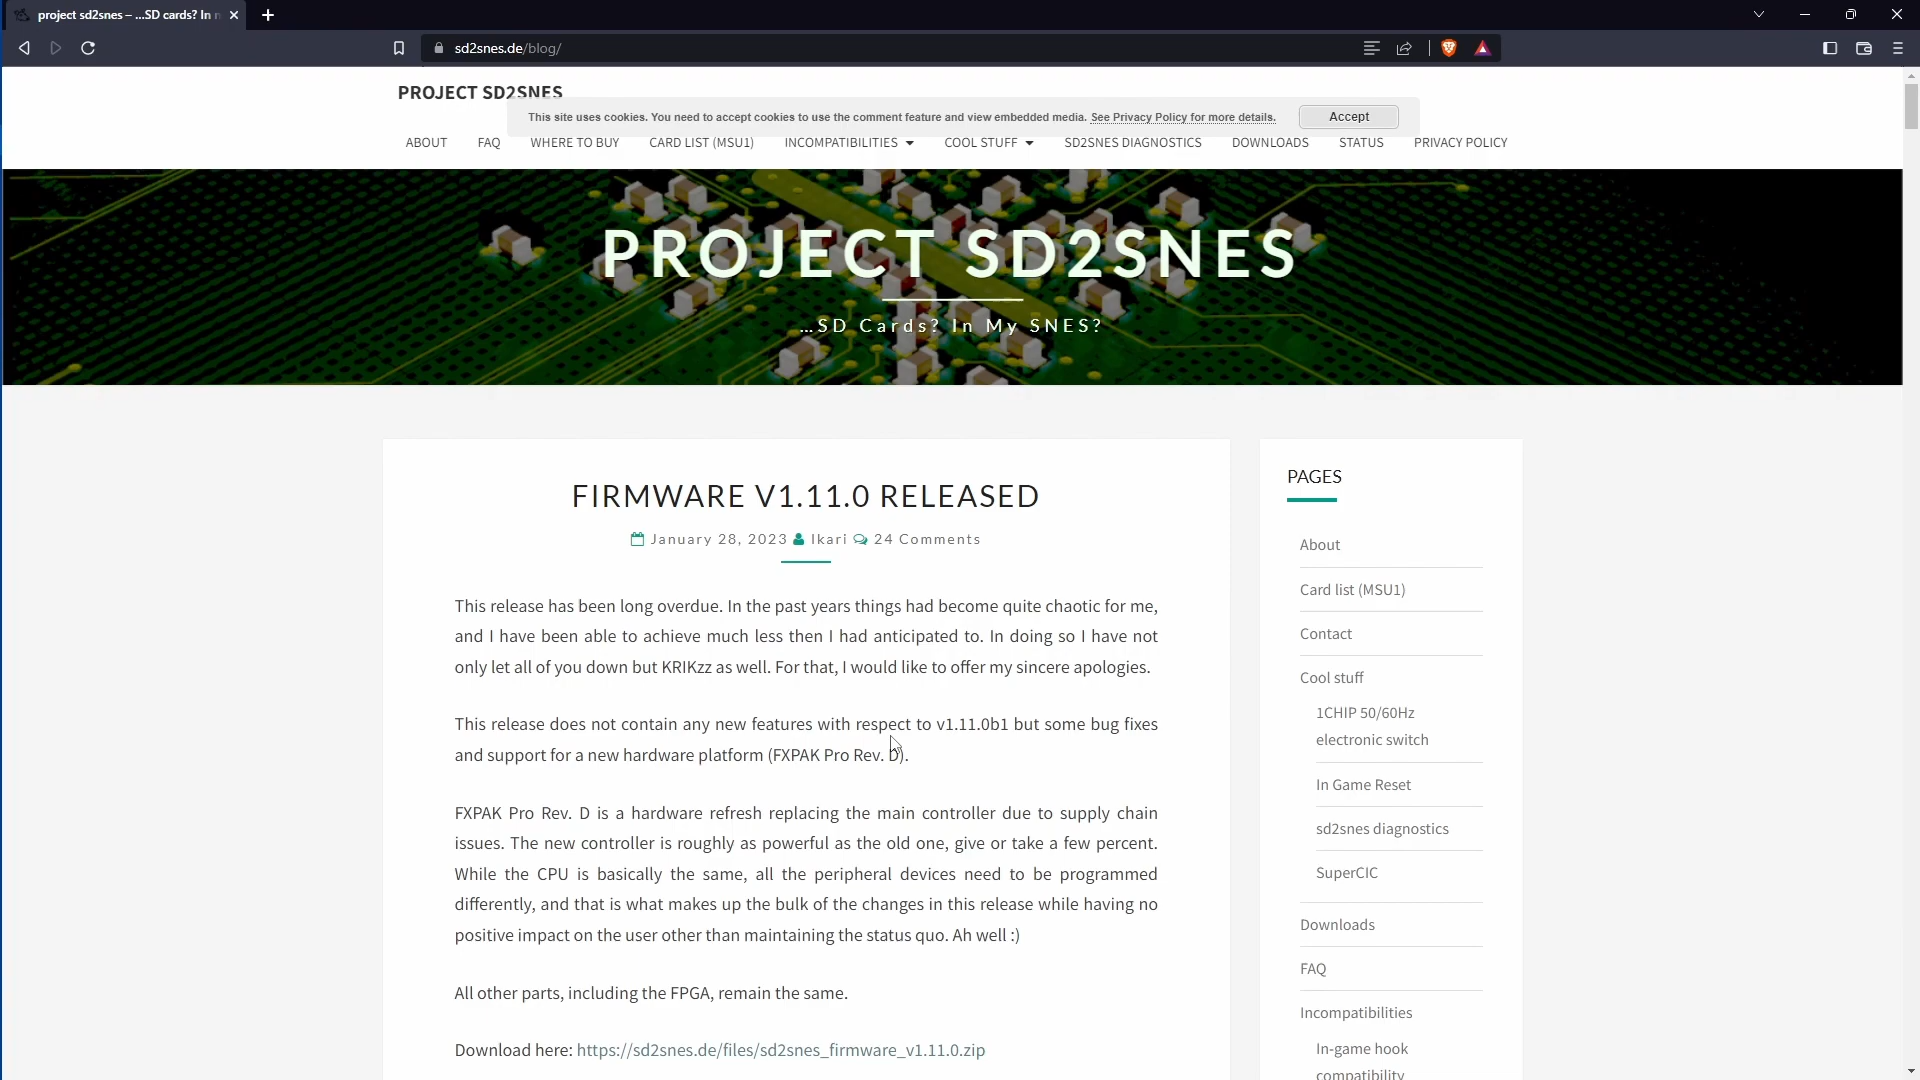 project sd2snes – ...SD cards? In
sd2snes.de/blog/
PROJECT SD2SNES
This site uses cookies. You need to accept cookies to use the comment feature and view embedded media. See Privacy Policy for more details.
Accept
ABOUT
FAQ
WHERE TO BUY
CARD LIST (MSU1)
INCOMPATIBILITIES
COOL STUFF
SD2SNES DIAGNOSTICS
DOWNLOADS
STATUS
PRIVACY POLICY
PROJECT SD2SNES
...SD Cards? In My SNES?
FIRMWARE V1.11.0 RELEASED
January 28, 2023 Ikari 24 Comments
This release has been long overdue. In the past years things had become quite chaotic for me,
and I have been able to achieve much less then I had anticipated to. In doing so I have not
only let all of you down but KRIKzz as well. For that, I would like to offer my sincere apologies.
This release does not contain any new features with respect to v1.11.0b1 but some bug fixes
and support for a new hardware platform (FXPAK Pro Rev. D).
FXPAK Pro Rev. D is a hardware refresh replacing the main controller due to supply chain
issues. The new controller is roughly as powerful as the old one, give or take a few percent.
While the CPU is basically the same, all the peripheral devices need to be programmed
differently, and that is what makes up the bulk of the changes in this release while having no
positive impact on the user other than maintaining the status quo. Ah well :)
All other parts, including the FPGA, remain the same.
Download here: https://sd2snes.de/files/sd2snes_firmware_v1.11.0.zip
PAGES
About
Card list (MSU1)
Contact
Cool stuff
1CHIP 50/60Hz
electronic switch
In Game Reset
sd2snes diagnostics
SuperCIC
Downloads
FAQ
Incompatibilities
In-game hook
compatibility